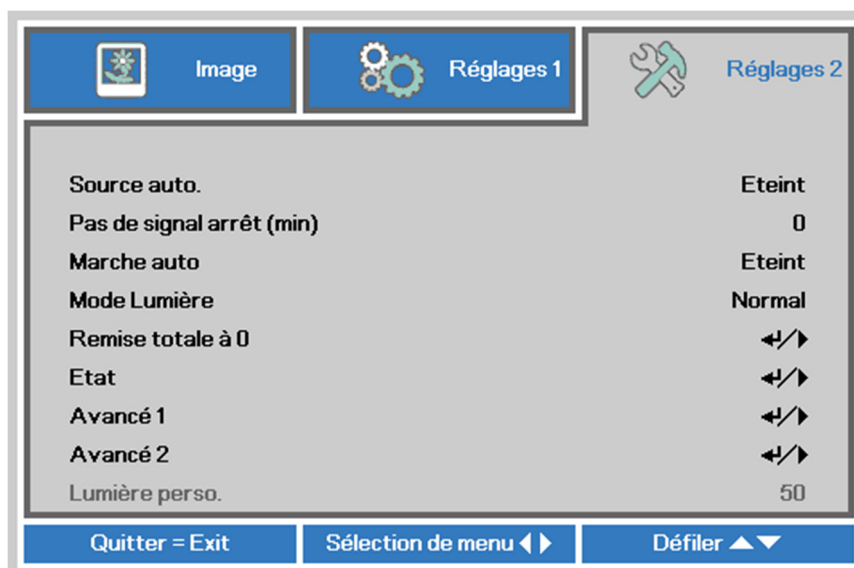 Image
Réglages 1
Réglages 2
Source auto. Eteint
Pas de signal arrêt (min) 0
Marche auto Eteint
Mode Lumière Normal
Remise totale à 0 ↵/▶
Etat ↵/▶
Avancé 1 ↵/▶
Avancé 2 ↵/▶
Lumière perso. 50
Quitter = Exit
Sélection de menu ◀▶
Défiler ▲▼